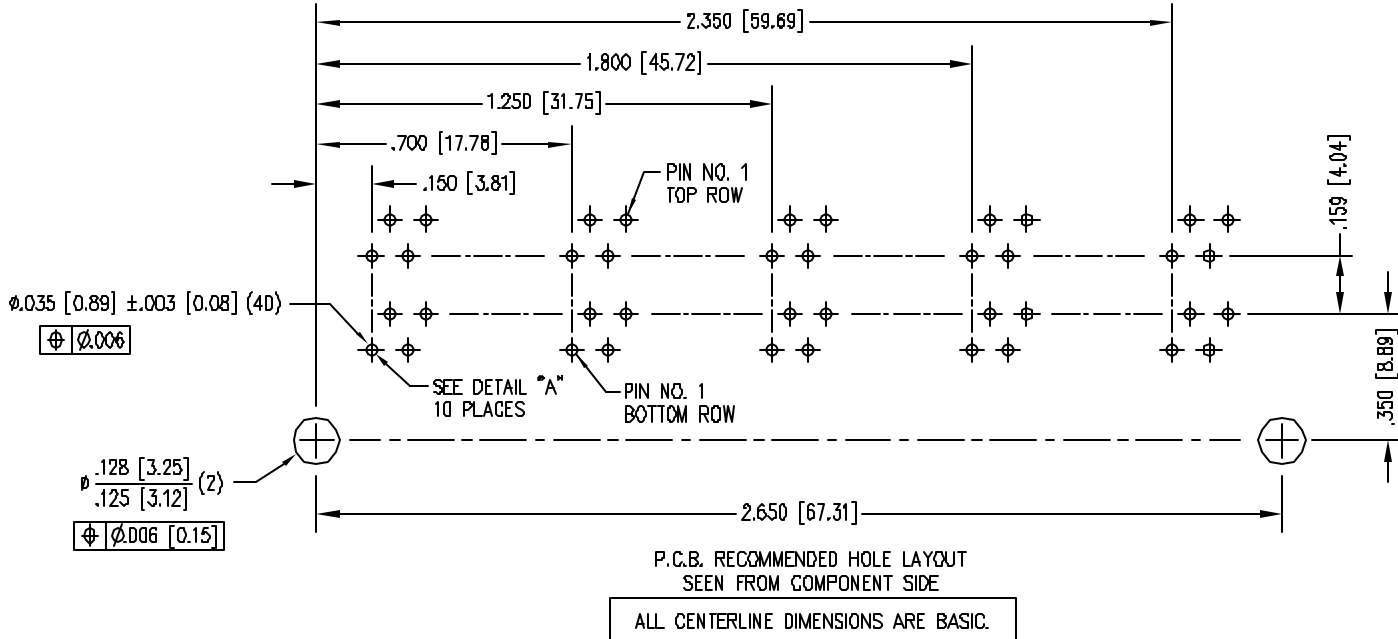 2.350 [59.69]
1.800 [45.72]
1.250 [31.75]
.700 [17.78]
.150 [3.81]
PIN NO. 1
TOP ROW
.159 [4.04]
ø.035 [0.89] ±.003 [0.08] (40)
⌖ Ø.006
SEE DETAIL "A"
10 PLACES
PIN NO. 1
BOTTOM ROW
.350 [8.89]
ø .128 [3.25]
.125 [3.12] (2)
⌖ Ø.006 [0.15]
2.650 [67.31]
P.C.B. RECOMMENDED HOLE LAYOUT
SEEN FROM COMPONENT SIDE
ALL CENTERLINE DIMENSIONS ARE BASIC.